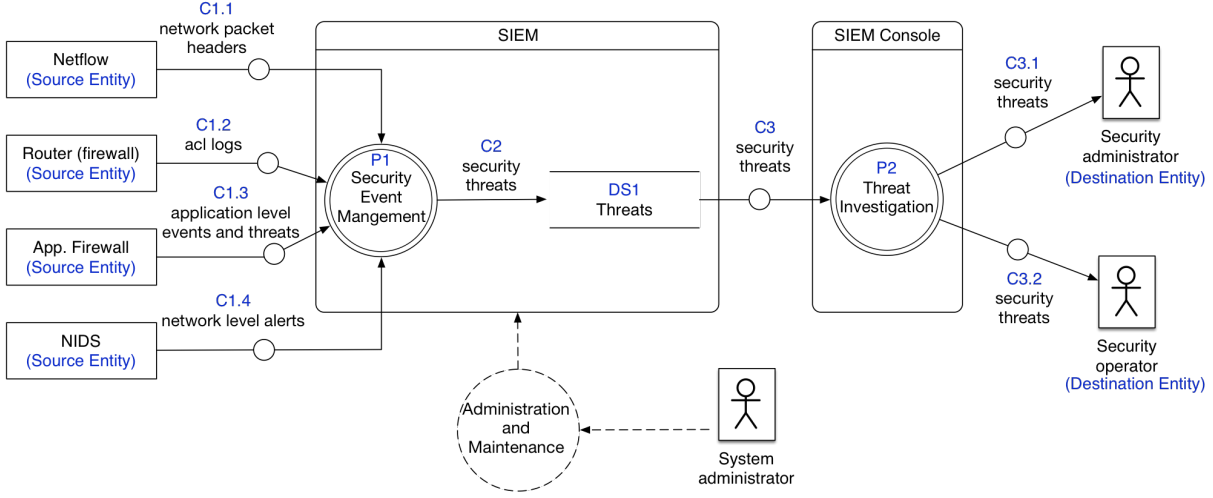 C1.1
network packet
headers
SIEM
SIEM Console
Netflow
(Source Entity)
C1.2
acl logs
Router (firewall)
(Source Entity)
C1.3
application level
events and threats
App. Firewall
(Source Entity)
C1.4
network level alerts
NIDS
(Source Entity)
P1
Security
Event
Mangement
C2
security
threats
DS1
Threats
C3
security
threats
P2
Threat
Investigation
C3.1
security
threats
Security
administrator
(Destination Entity)
C3.2
security
threats
Security
operator
(Destination Entity)
Administration
and
Maintenance
System
administrator